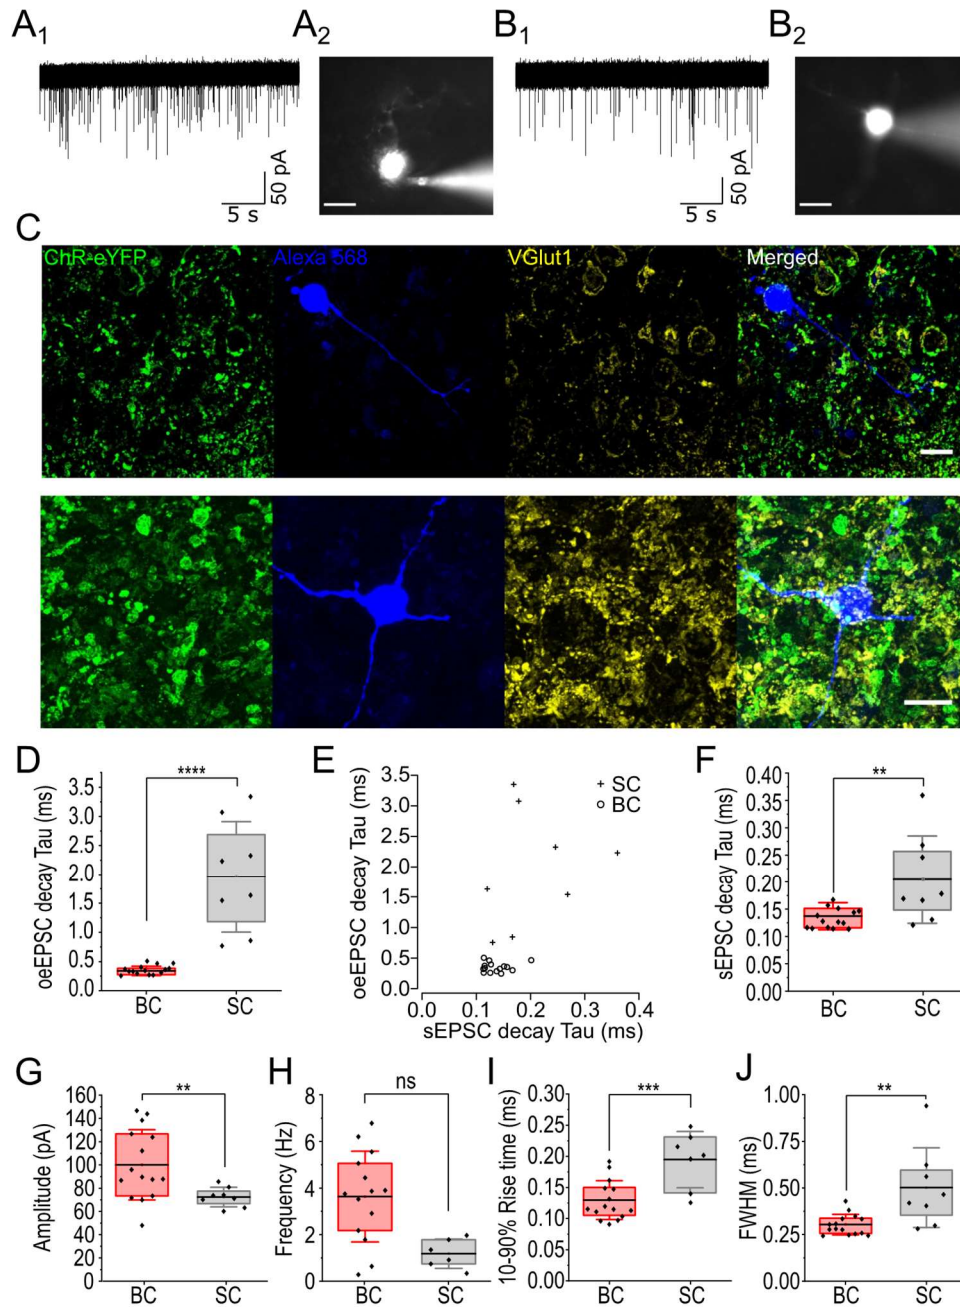 A1 A2 B1 B2
50 pA
5 s
50 pA
5 s
C
ChR-eYFP Alexa 568 VGlut1 Merged
D
oeEPSC decay Tau (ms)
3.5
3.0
2.5
2.0
1.5
1.0
0.5
0.0
****
BC SC
E
oeEPSC decay Tau (ms)
3.5
3.0
2.5
2.0
1.5
1.0
0.5
0.0
+ SC
o BC
0.0 0.1 0.2 0.3 0.4
sEPSC decay Tau (ms)
F
sEPSC decay Tau (ms)
0.40
0.35
0.30
0.25
0.20
0.15
0.10
0.05
0.00
**
BC SC
G
Amplitude (pA)
160
140
120
100
80
60
40
20
0
**
BC SC
H
Frequency (Hz)
8
6
4
2
0
ns
BC SC
I
10-90% Rise time (ms)
0.30
0.25
0.20
0.15
0.10
0.05
0.00
***
BC SC
J
FWHM (ms)
1.00
0.75
0.50
0.25
0.00
**
BC SC